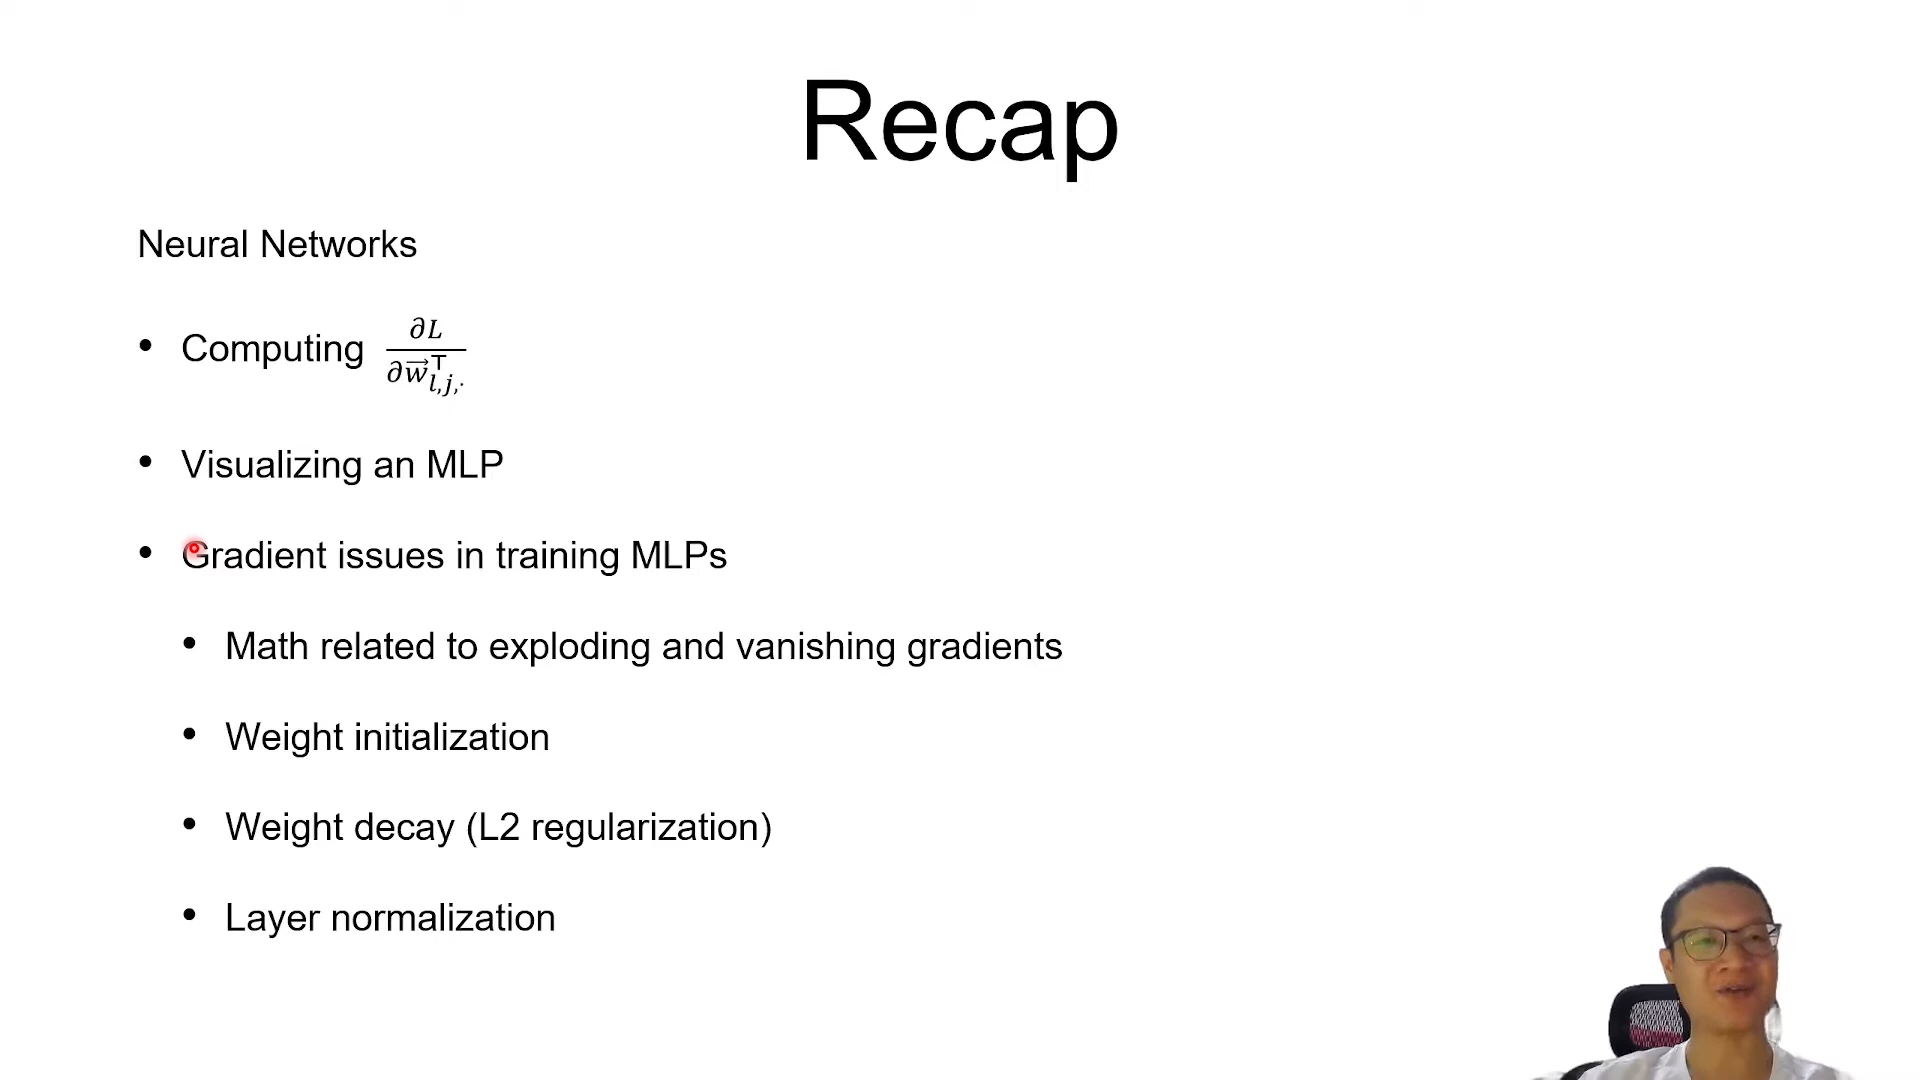 Recap
Neural Networks
• Computing ∂L / ∂w⃗ᵀ_{l,j,·}
• Visualizing an MLP
• Gradient issues in training MLPs
• Math related to exploding and vanishing gradients
• Weight initialization
• Weight decay (L2 regularization)
• Layer normalization